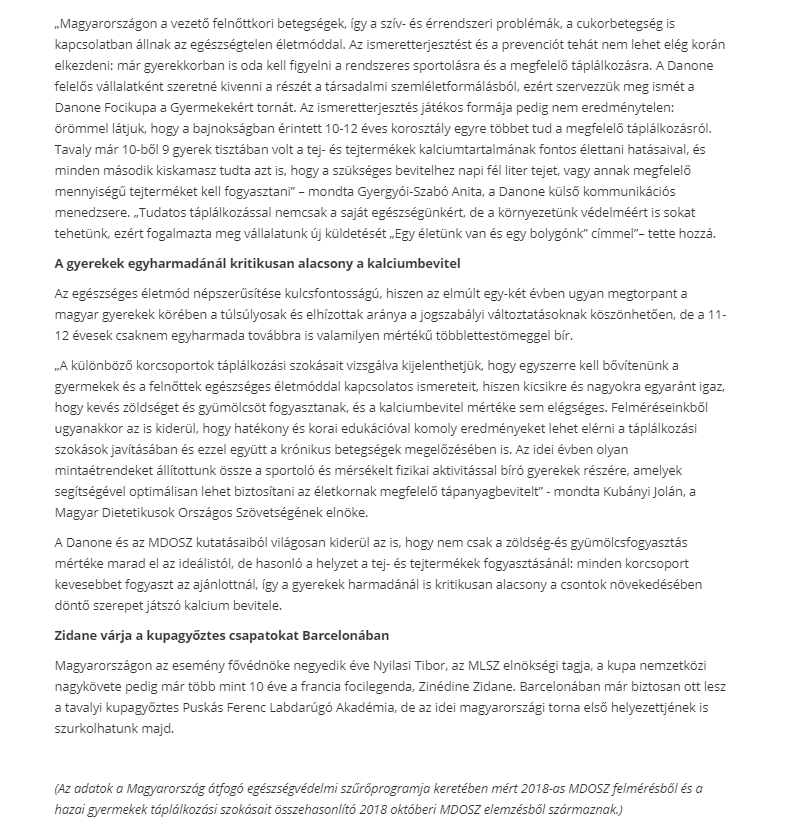 „Magyarországon a vezető felnőttkori betegségek, így a szív- és érrendszeri problémák, a cukorbetegség is
kapcsolatban állnak az egészségtelen életmóddal. Az ismeretterjesztést és a prevenciót tehát nem lehet elég korán
elkezdeni: már gyerekkorban is oda kell figyelni a rendszeres sportolásra és a megfelelő táplálkozásra. A Danone
felelős vállalatként szeretné kivenni a részét a társadalmi szemléletformálásból, ezért szervezzük meg ismét a
Danone Focikupa a Gyermekekért tornát. Az ismeretterjesztés játékos formája pedig nem eredménytelen:
örömmel látjuk, hogy a bajnokságban érintett 10-12 éves korosztály egyre többet tud a megfelelő táplálkozásról.
Tavaly már 10-ből 9 gyerek tisztában volt a tej- és tejtermékek kalciumtartalmának fontos élettani hatásaival, és
minden második kiskamasz tudta azt is, hogy a szükséges bevitelhez napi fél liter tejet, vagy annak megfelelő
mennyiségű tejterméket kell fogyasztani” – mondta Gyergyói-Szabó Anita, a Danone külső kommunikációs
menedzsere. „Tudatos táplálkozással nemcsak a saját egészségünkért, de a környezetünk védelméért is sokat
tehetünk, ezért fogalmazta meg vállalatunk új küldetését „Egy életünk van és egy bolygónk” címmel”– tette hozzá.
A gyerekek egyharmadánál kritikusan alacsony a kalciumbevitel
Az egészséges életmód népszerűsítése kulcsfontosságú, hiszen az elmúlt egy-két évben ugyan megtorpant a
magyar gyerekek körében a túlsúlyosak és elhízottak aránya a jogszabályi változtatásoknak köszönhetően, de a 11-
12 évesek csaknem egyharmada továbbra is valamilyen mértékű többlettestömeggel bír.
„A különböző korcsoportok táplálkozási szokásait vizsgálva kijelenthetjük, hogy egyszerre kell bővítenünk a
gyermekek és a felnőttek egészséges életmóddal kapcsolatos ismereteit, hiszen kicsikre és nagyokra egyaránt igaz,
hogy kevés zöldséget és gyümölcsöt fogyasztanak, és a kalciumbevitel mértéke sem elégséges. Felméréseinkből
ugyanakkor az is kiderül, hogy hatékony és korai edukációval komoly eredményeket lehet elérni a táplálkozási
szokások javításában és ezzel együtt a krónikus betegségek megelőzésében is. Az idei évben olyan
mintaétrendeket állítottunk össze a sportoló és mérsékelt fizikai aktivitással bíró gyerekek részére, amelyek
segítségével optimálisan lehet biztosítani az életkornak megfelelő tápanyagbevitelt” - mondta Kubányi Jolán, a
Magyar Dietetikusok Országos Szövetségének elnöke.
A Danone és az MDOSZ kutatásaiból világosan kiderül az is, hogy nem csak a zöldség-és gyümölcsfogyasztás
mértéke marad el az ideálistól, de hasonló a helyzet a tej- és tejtermékek fogyasztásánál: minden korcsoport
kevesebbet fogyaszt az ajánlottnál, így a gyerekek harmadánál is kritikusan alacsony a csontok növekedésében
döntő szerepet játszó kalcium bevitele.
Zidane várja a kupagyőztes csapatokat Barcelonában
Magyarországon az esemény fővédnöke negyedik éve Nyilasi Tibor, az MLSZ elnökségi tagja, a kupa nemzetközi
nagykövete pedig már több mint 10 éve a francia focilegenda, Zinédine Zidane. Barcelonában már biztosan ott lesz
a tavalyi kupagyőztes Puskás Ferenc Labdarúgó Akadémia, de az idei magyarországi torna első helyezettjének is
szurkolhatunk majd.
(Az adatok a Magyarország átfogó egészségvédelmi szűrőprogramja keretében mért 2018-as MDOSZ felmérésből és a
hazai gyermekek táplálkozási szokásait összehasonlító 2018 októberi MDOSZ elemzésből származnak.)